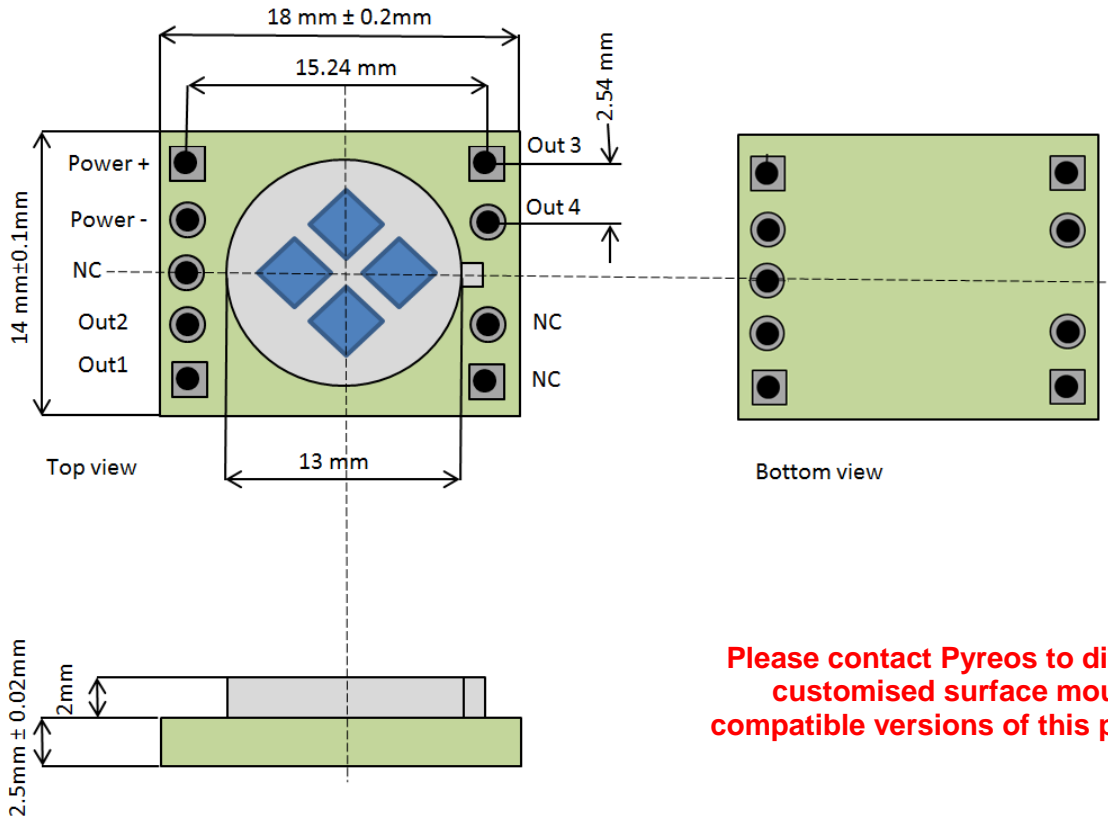 18 mm ± 0.2mm
15.24 mm
2.54 mm
14 mm±0.1mm
Power +
Power -
NC
Out2
Out1
Out 3
Out 4
NC
NC
Top view
13 mm
Bottom view
2mm
2.5mm ± 0.02mm
Please contact Pyreos to di
customised surface mou
compatible versions of this p